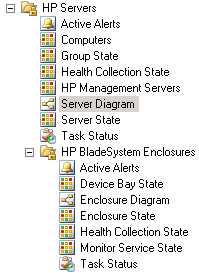 HP Servers
Active Alerts
Computers
Group State
Health Collection State
HP Management Servers
Server Diagram
Server State
Task Status
HP BladeSystem Enclosures
Active Alerts
Device Bay State
Enclosure Diagram
Enclosure State
Health Collection State
Monitor Service State
Task Status